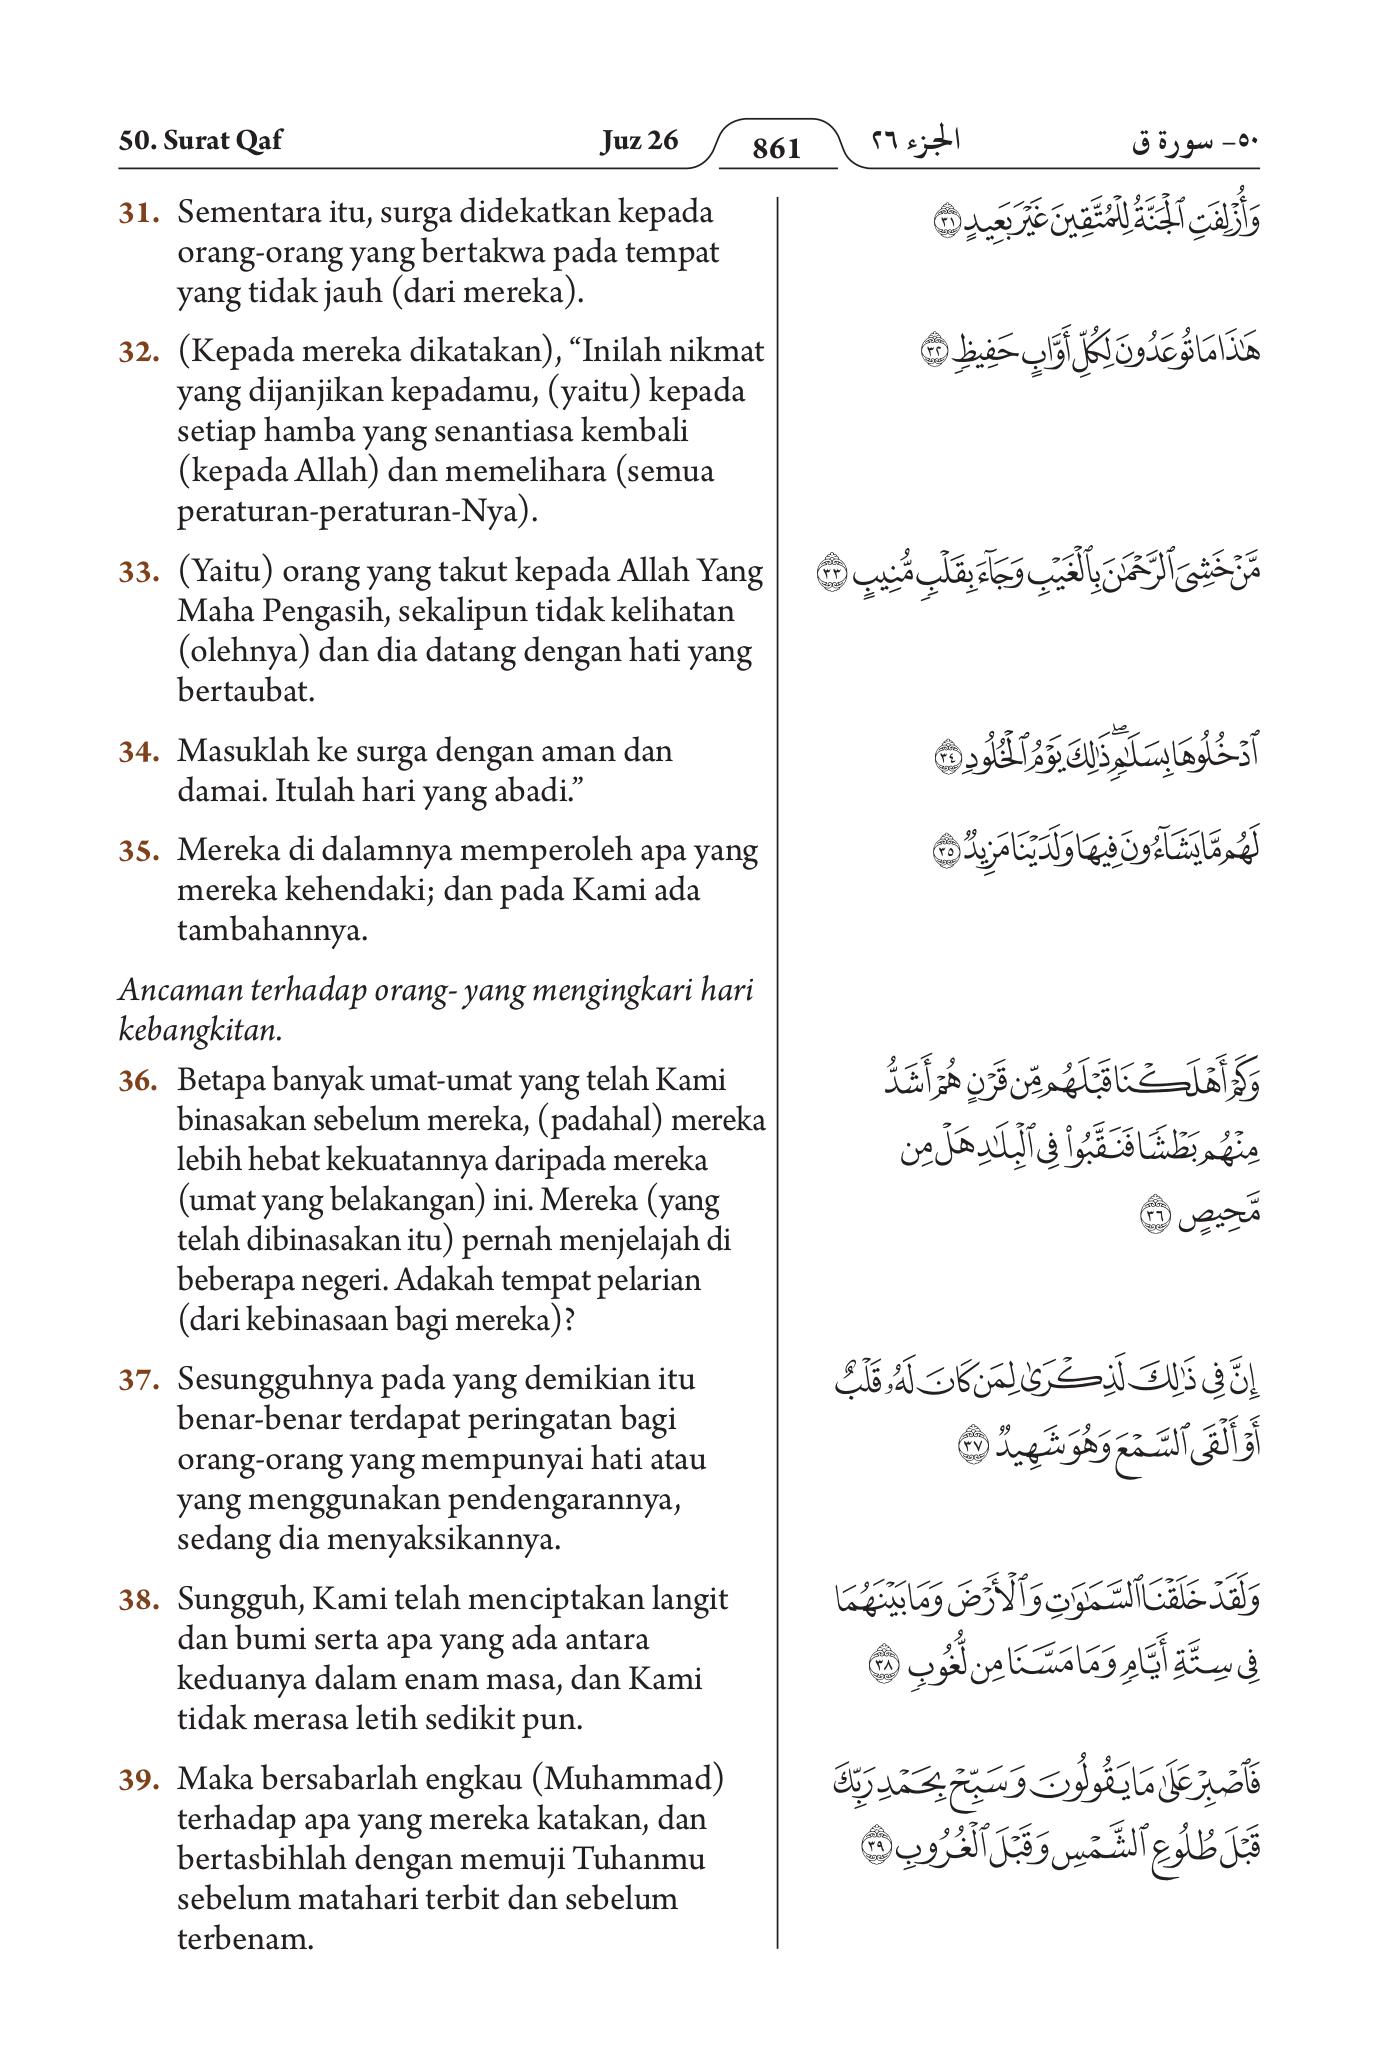 50. Surat Qaf
Juz 26
861
الجزء ٢٦
٥٠- سورة ق
31. Sementara itu, surga didekatkan kepada
orang-orang yang bertakwa pada tempat
yang tidak jauh (dari mereka).
وَأُزْلِفَتِ ٱلْجَنَّةُ لِلْمُتَّقِينَ غَيْرَ بَعِيدٍ ٣١
32. (Kepada mereka dikatakan), “Inilah nikmat
yang dijanjikan kepadamu, (yaitu) kepada
setiap hamba yang senantiasa kembali
(kepada Allah) dan memelihara (semua
peraturan-peraturan-Nya).
هَٰذَا مَا تُوعَدُونَ لِكُلِّ أَوَّابٍ حَفِيظٍ ٣٢
33. (Yaitu) orang yang takut kepada Allah Yang
Maha Pengasih, sekalipun tidak kelihatan
(olehnya) dan dia datang dengan hati yang
bertaubat.
مَّنْ خَشِىَ ٱلرَّحْمَٰنَ بِٱلْغَيْبِ وَجَآءَ بِقَلْبٍ مُّنِيبٍ ٣٣
34. Masuklah ke surga dengan aman dan
damai. Itulah hari yang abadi.”
ٱدْخُلُوهَا بِسَلَٰمٍ ۖ ذَٰلِكَ يَوْمُ ٱلْخُلُودِ ٣٤
35. Mereka di dalamnya memperoleh apa yang
mereka kehendaki; dan pada Kami ada
tambahannya.
لَهُم مَّا يَشَآءُونَ فِيهَا وَلَدَيْنَا مَزِيدٌ ٣٥
Ancaman terhadap orang- yang mengingkari hari
kebangkitan.
36. Betapa banyak umat-umat yang telah Kami
binasakan sebelum mereka, (padahal) mereka
lebih hebat kekuatannya daripada mereka
(umat yang belakangan) ini. Mereka (yang
telah dibinasakan itu) pernah menjelajah di
beberapa negeri. Adakah tempat pelarian
(dari kebinasaan bagi mereka)?
وَكَمْ أَهْلَكْنَا قَبْلَهُم مِّن قَرْنٍ هُمْ أَشَدُّ
مِنْهُم بَطْشًا فَنَقَّبُوا۟ فِى ٱلْبِلَٰدِ هَلْ مِن
مَّحِيصٍ ٣٦
37. Sesungguhnya pada yang demikian itu
benar-benar terdapat peringatan bagi
orang-orang yang mempunyai hati atau
yang menggunakan pendengarannya,
sedang dia menyaksikannya.
إِنَّ فِى ذَٰلِكَ لَذِكْرَىٰ لِمَن كَانَ لَهُۥ قَلْبٌ
أَوْ أَلْقَى ٱلسَّمْعَ وَهُوَ شَهِيدٌ ٣٧
38. Sungguh, Kami telah menciptakan langit
dan bumi serta apa yang ada antara
keduanya dalam enam masa, dan Kami
tidak merasa letih sedikit pun.
وَلَقَدْ خَلَقْنَا ٱلسَّمَٰوَٰتِ وَٱلْأَرْضَ وَمَا بَيْنَهُمَا
فِى سِتَّةِ أَيَّامٍ وَمَا مَسَّنَا مِن لُّغُوبٍ ٣٨
39. Maka bersabarlah engkau (Muhammad)
terhadap apa yang mereka katakan, dan
bertasbihlah dengan memuji Tuhanmu
sebelum matahari terbit dan sebelum
terbenam.
فَٱصْبِرْ عَلَىٰ مَا يَقُولُونَ وَسَبِّحْ بِحَمْدِ رَبِّكَ
قَبْلَ طُلُوعِ ٱلشَّمْسِ وَقَبْلَ ٱلْغُرُوبِ ٣٩